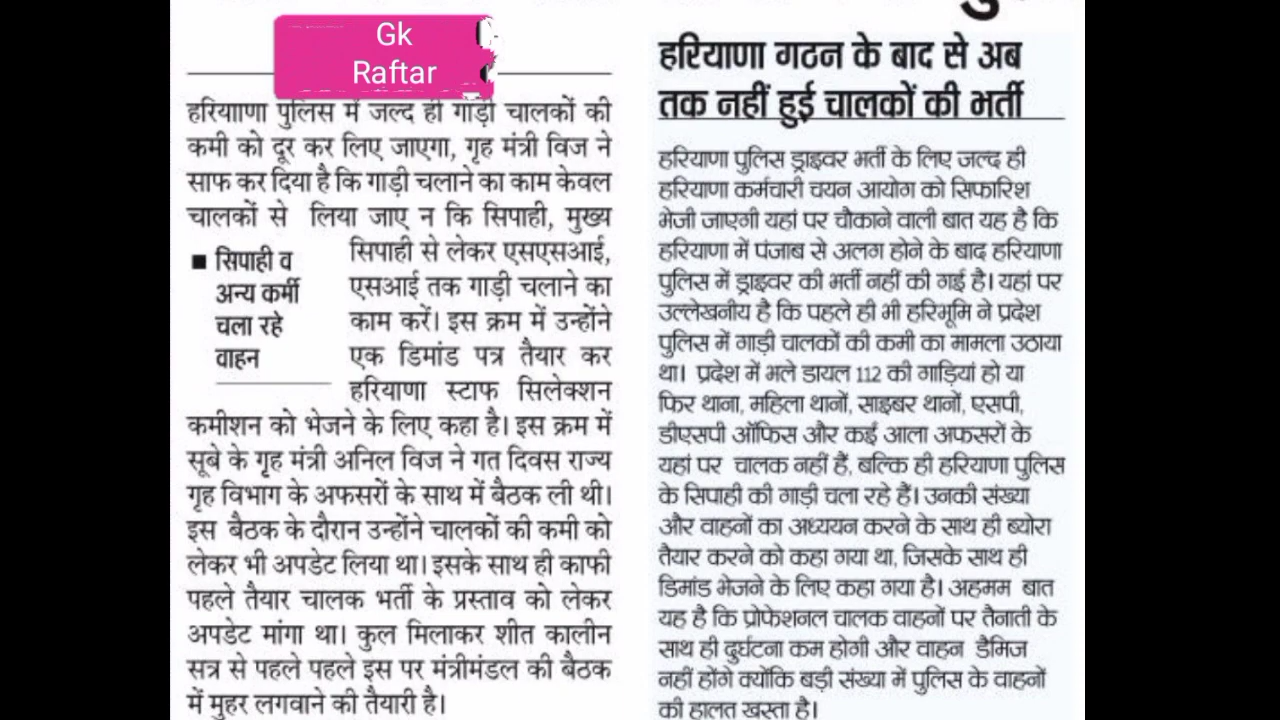 Gk
Raftar
हरियााणा पुलिस में जल्द ही गाड़ी चालकों की
कमी को दूर कर लिए जाएगा, गृह मंत्री विज ने
साफ कर दिया है कि गाड़ी चलाने का काम केवल
चालकों से लिया जाए न कि सिपाही, मुख्य
सिपाही से लेकर एसएसआई,
एसआई तक गाड़ी चलाने का
काम करें। इस क्रम में उन्होंने
एक डिमांड पत्र तैयार कर
हरियाणा स्टाफ सिलेक्शन
■ सिपाही व
अन्य कर्मी
चला रहे
वाहन
कमीशन को भेजने के लिए कहा है। इस क्रम में
सूबे के गृह मंत्री अनिल विज ने गत दिवस राज्य
गृह विभाग के अफसरों के साथ में बैठक ली थी।
इस बैठक के दौरान उन्होंने चालकों की कमी को
लेकर भी अपडेट लिया था। इसके साथ ही काफी
पहले तैयार चालक भर्ती के प्रस्ताव को लेकर
अपडेट मांगा था। कुल मिलाकर शीत कालीन
सत्र से पहले पहले इस पर मंत्रीमंडल की बैठक
में मुहर लगवाने की तैयारी है।
हरियाणा गठन के बाद से अब
तक नहीं हुई चालकों की भर्ती
हरियाणा पुलिस ड्राइवर भर्ती के लिए जल्द ही
हरियाणा कर्मचारी चयन आयोग को सिफारिश
भेजी जाएगी यहां पर चौकाने वाली बात यह है कि
हरियाणा में पंजाब से अलग होने के बाद हरियाणा
पुलिस में ड्राइवर की भर्ती नहीं की गई है। यहां पर
उल्लेखनीय है कि पहले ही भी हरिभूमि ने प्रदेश
पुलिस में गाड़ी चालकों की कमी का मामला उठाया
था। प्रदेश में भले डायल 112 की गाड़ियां हो या
फिर थाना, महिला थानों, साइबर थानों, एसपी,
डीएसपी ऑफिस और कई आला अफसरों के
यहां पर चालक नहीं हैं, बल्कि ही हरियाणा पुलिस
के सिपाही की गाड़ी चला रहे हैं। उनकी संख्या
और वाहनों का अध्ययन करने के साथ ही ब्योरा
तैयार करने को कहा गया था, जिसके साथ ही
डिमांड भेजने के लिए कहा गया है। अहमम बात
यह है कि प्रोफेशनल चालक वाहनों पर तैनाती के
साथ ही दुर्घटना कम होगी और वाहन डैमिज
नहीं होंगे क्योंकि बड़ी संख्या में पुलिस के वाहनों
की हालत खस्ता है।